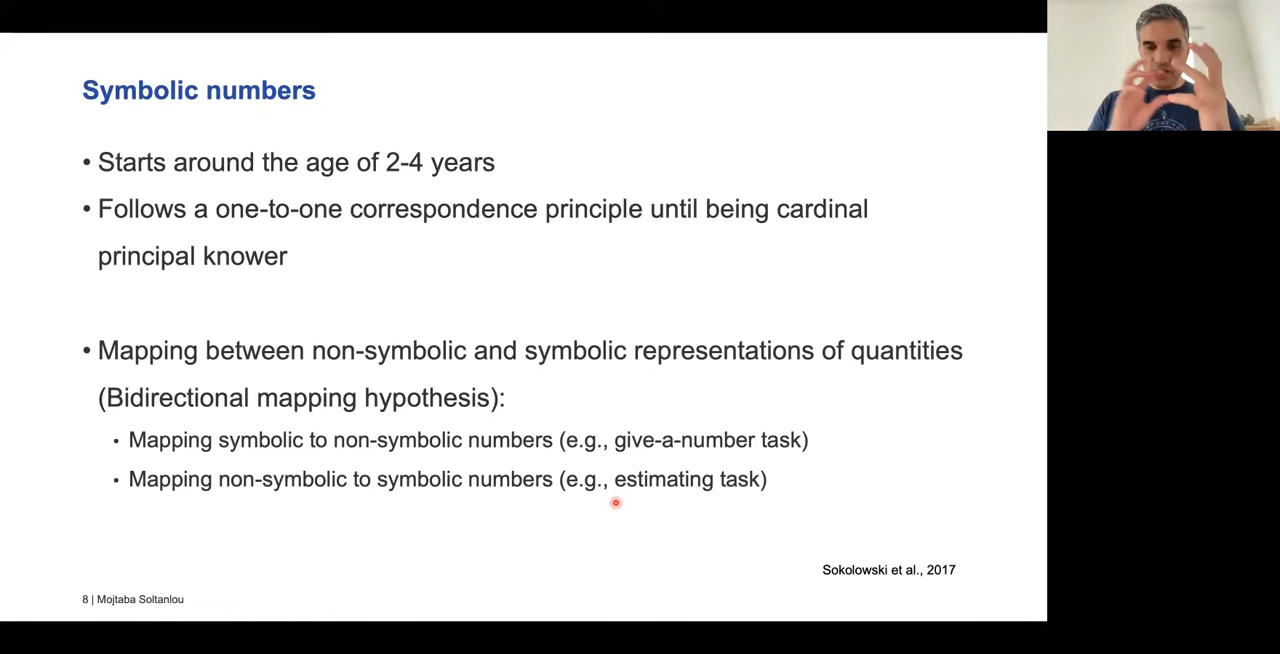 Symbolic numbers
• Starts around the age of 2-4 years
• Follows a one-to-one correspondence principle until being cardinal
principal knower
• Mapping between non-symbolic and symbolic representations of quantities
(Bidirectional mapping hypothesis):
• Mapping symbolic to non-symbolic numbers (e.g., give-a-number task)
• Mapping non-symbolic to symbolic numbers (e.g., estimating task)
Sokolowski et al., 2017
8 | Mojtaba Soltanlou